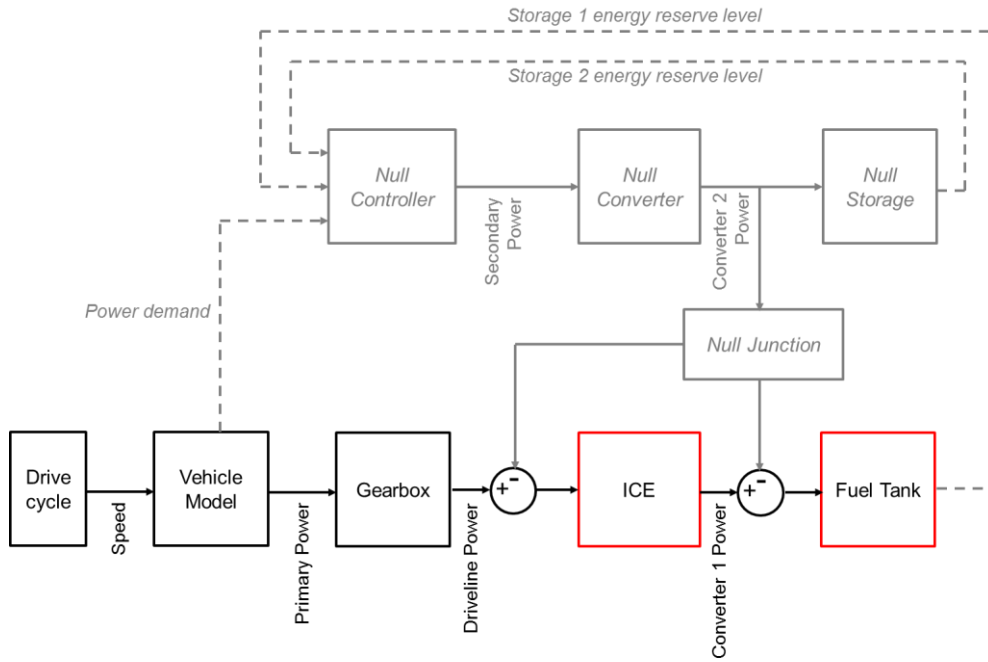 Storage 1 energy reserve level
Storage 2 energy reserve level
Null
Controller
Secondary
Power
Null
Converter
Converter 2
Power
Null
Storage
Power demand
Null Junction
Drive
cycle
Speed
Vehicle
Model
Primary Power
Gearbox
Driveline Power
+
-
ICE
Converter 1 Power
+
-
Fuel Tank